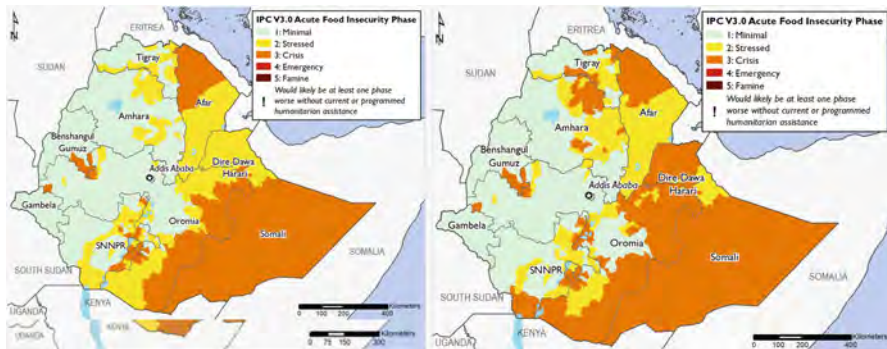 IPC V3.0 Acute Food Insecurity Phase
1: Minimal
2: Stressed
3: Crisis
4: Emergency
5: Famine
Would likely be at least one phase
! worse without current or programmed
humanitarian assistance
ERITREA
SUDAN
Tigray
Afar
Amhara
Benshangul
Gumuz
Dire-Dawa
Harari
Addis Ababa
Gambela
Oromia
Somali
SNNPR
SOUTH SUDAN
SOMALIA
KENYA
UGANDA
Kilometers
0 100 200 400
KENYA
UGANDA
Kilometers
0 75 150 300
IPC V3.0 Acute Food Insecurity Phase
1: Minimal
2: Stressed
3: Crisis
4: Emergency
5: Famine
Would likely be at least one phase
! worse without current or programmed
humanitarian assistance
ERITREA
SUDAN
Tigray
Afar
Amhara
Benshangul
Gumuz
Dire-Dawa
Harari
Addis Ababa
Gambela
Oromia
Somali
SNNPR
SOMALIA
SOUTH SUDAN
UGANDA
KENYA
Kilometers
0 100 200 400